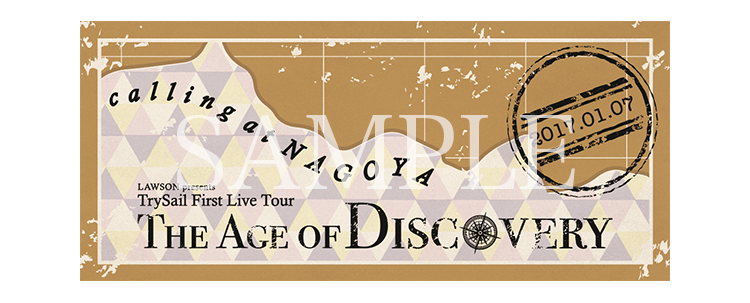 calling at NAGOYA
2017.01.07
SAMPLE
LAWSON presents
TrySail First Live Tour
THE AGE OF DISCOVERY